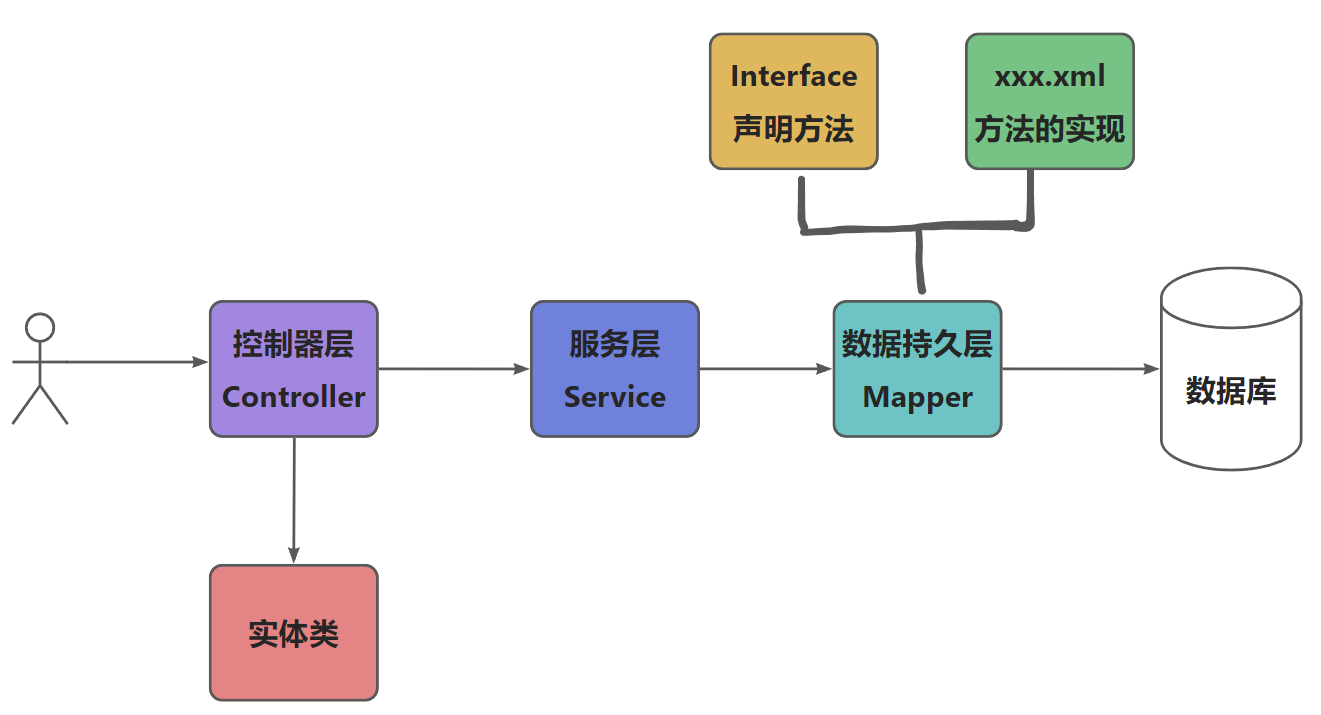 Interface
声明方法
xxx.xml
方法的实现
控制器层
Controller
服务层
Service
数据持久层
Mapper
数据库
实体类